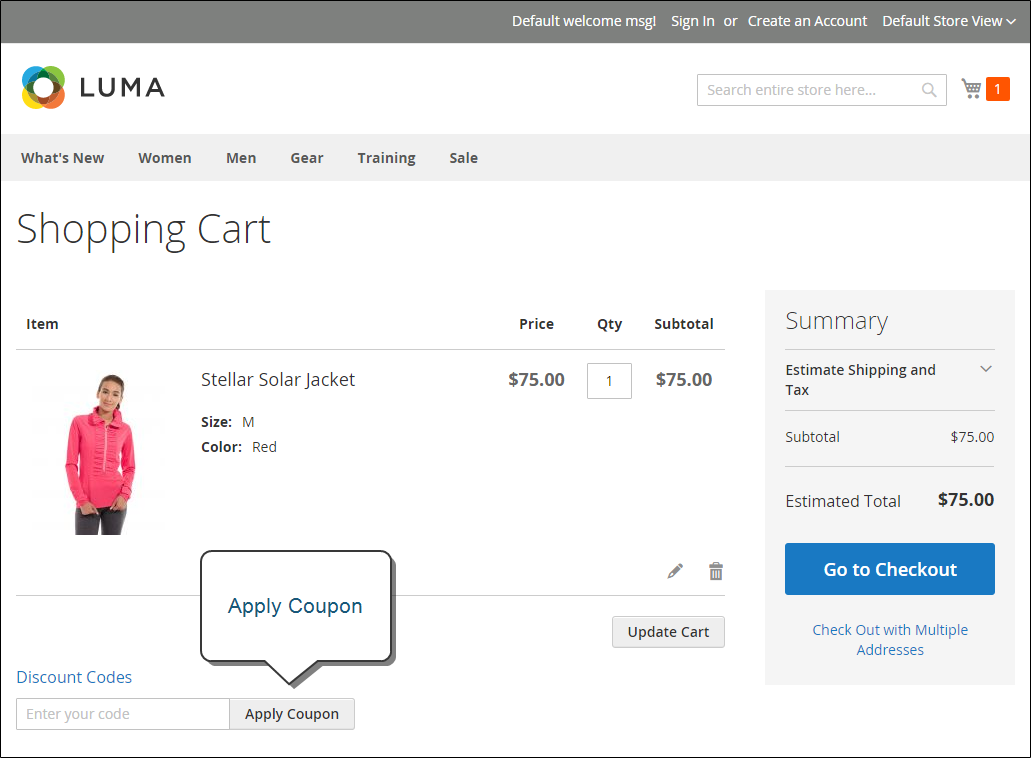 Default welcome msg! Sign In or Create an Account Default Store View
LUMA
Search entire store here...
1
What's New Women Men Gear Training Sale
Shopping Cart
Item Price Qty Subtotal
Stellar Solar Jacket $75.00 1 $75.00
Size: M
Color: Red
Apply Coupon
Update Cart
Discount Codes
Enter your code Apply Coupon
Summary
Estimate Shipping and
Tax
Subtotal $75.00
Estimated Total $75.00
Go to Checkout
Check Out with Multiple
Addresses